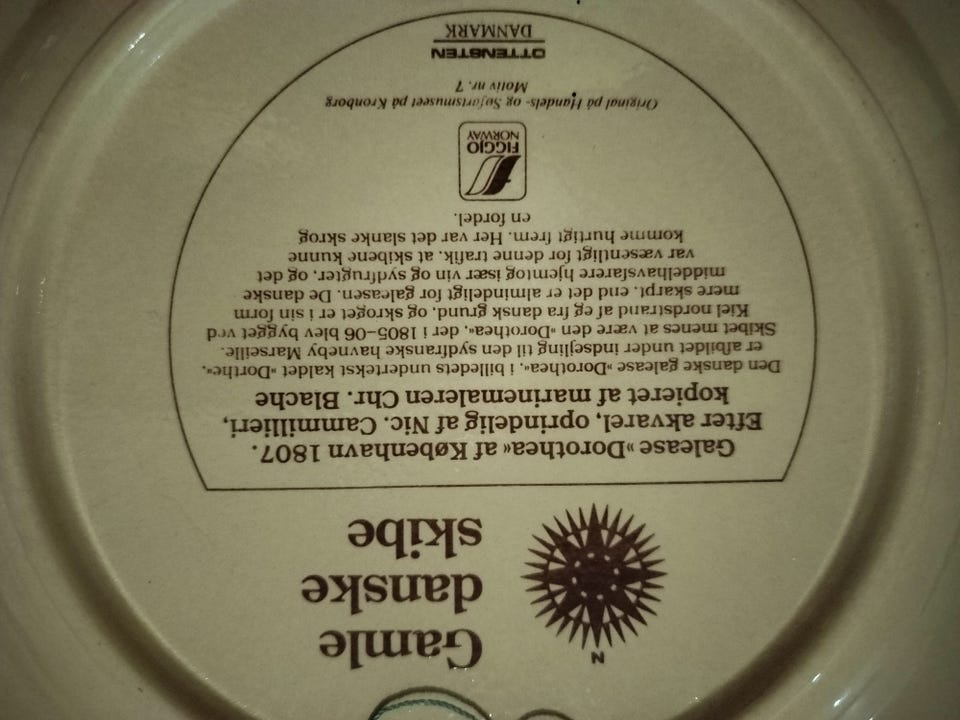 N
Gamle
danske
skibe
Galease »Dorothea« af København 1807.
Efter akvarel, oprindelig af Nic. Cammillieri,
kopieret af marinemaleren Chr. Blache
Den danske galease »Dorothea«, i billedets undertekst kaldet »Dorthe«,
er afbildet under indsejling til den sydfranske havneby Marseille.
Skibet menes at være den »Dorothea«, der i 1805-06 blev bygget ved
Kiel nordstrand af eg fra dansk grund, og skroget er i sin form
mere skarpt, end det er almindeligt for galeasen. De danske
middelhavsfarere hjemtog især vin og sydfrugter, og det
var væsentligt for denne trafik, at skibene kunne
komme hurtigt frem. Her var det slanke skrog
en fordel.
FIGGJO
NORWAY
Original på Handels- og Søfartsmuseet på Kronborg
Motiv nr. 7
OTTENSTEN
DANMARK